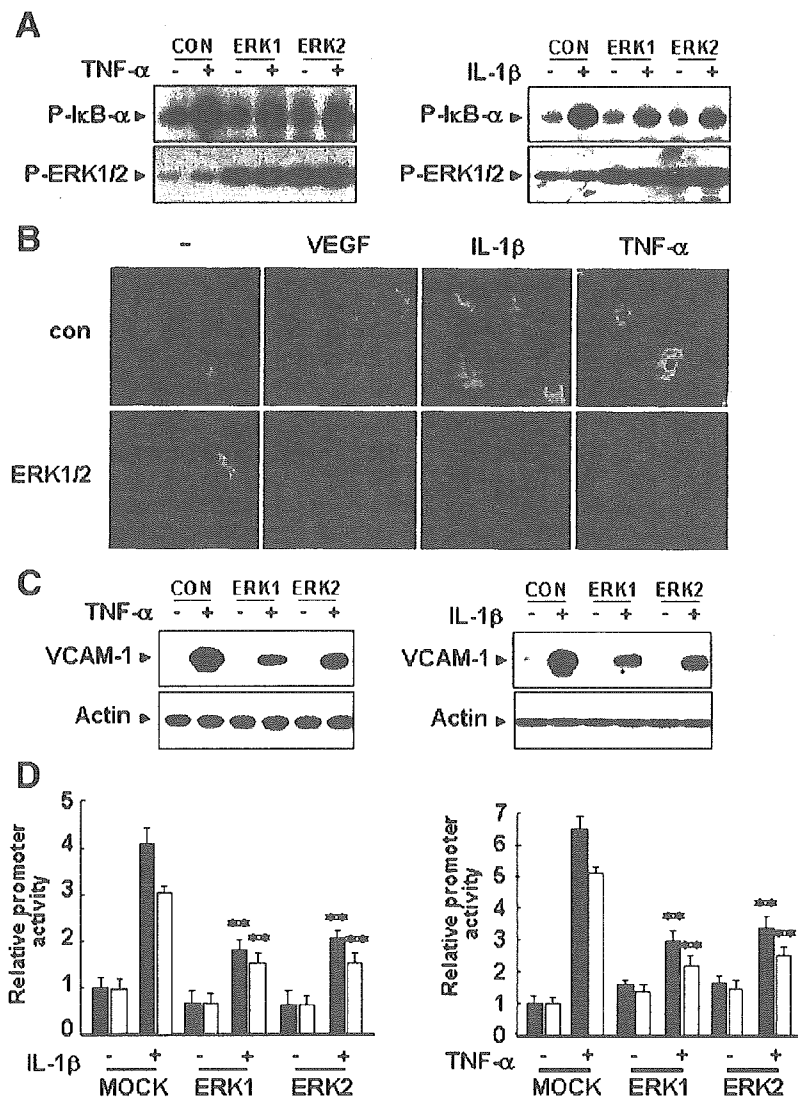 A
CON ERK1 ERK2
TNF-α - + - + - + 
P-IκB-α
P-ERK1/2
CON ERK1 ERK2
IL-1β - + - + - +
P-IκB-α
P-ERK1/2
B
- VEGF IL-1β TNF-α
con
ERK1/2
C
CON ERK1 ERK2
TNF-α - + - + - +
VCAM-1
Actin
CON ERK1 ERK2
IL-1β - + - + - +
VCAM-1
Actin
D
Relative promoter
activity
5
4
3
2
1
0
** ** ** **
IL-1β - + - + - +
MOCK ERK1 ERK2
Relative promoter
activity
7
6
5
4
3
2
1
0
** ** ** **
TNF-α - + - + - +
MOCK ERK1 ERK2